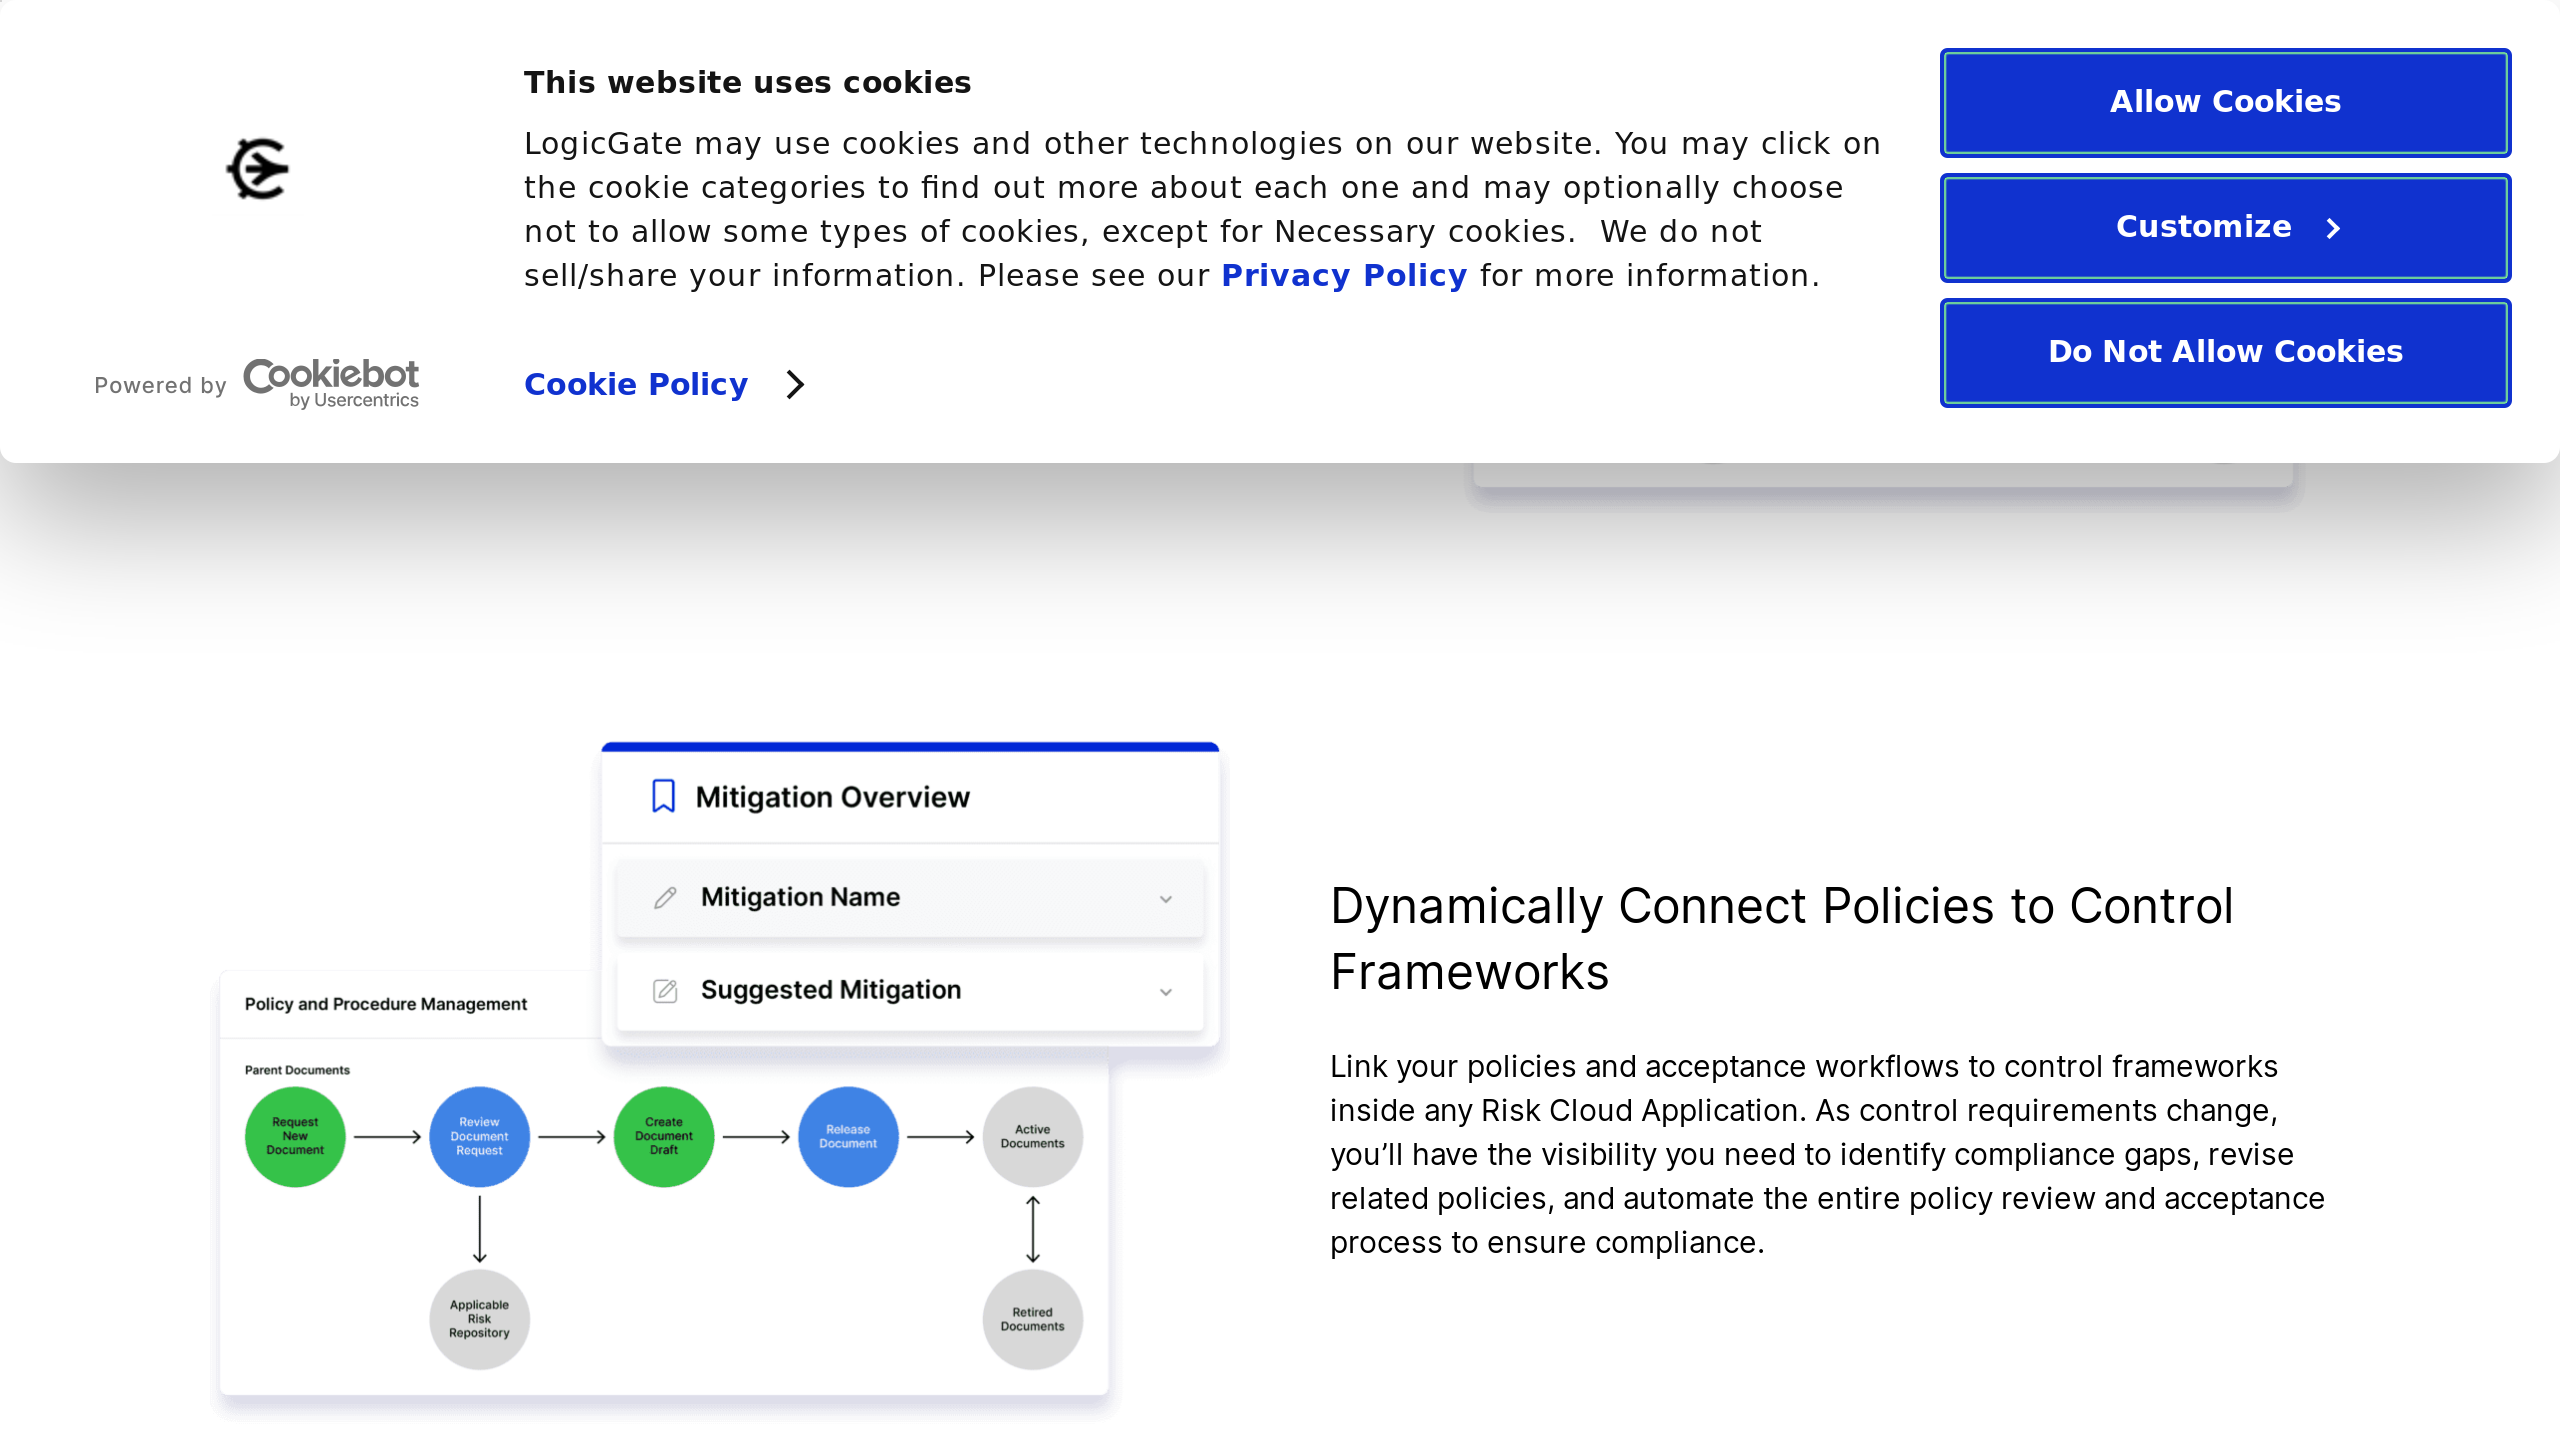 This website uses cookies
LogicGate may use cookies and other technologies on our website. You may click on
the cookie categories to find out more about each one and may optionally choose
not to allow some types of cookies, except for Necessary cookies.  We do not
sell/share your information. Please see our Privacy Policy for more information.
Powered by Cookiebot
by Usercentrics
Cookie Policy
Allow Cookies
Customize
Do Not Allow Cookies
Mitigation Overview
Mitigation Name
Suggested Mitigation
Policy and Procedure Management
Parent Documents
Request
New
Document
Review
Document
Request
Create
Document
Draft
Release
Document
Active
Documents
Applicable
Risk
Repository
Retired
Documents
Dynamically Connect Policies to Control
Frameworks
Link your policies and acceptance workflows to control frameworks
inside any Risk Cloud Application. As control requirements change,
you’ll have the visibility you need to identify compliance gaps, revise
related policies, and automate the entire policy review and acceptance
process to ensure compliance.